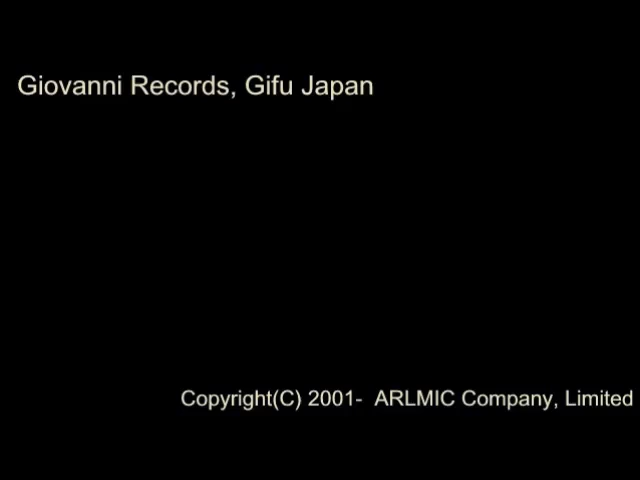 Giovanni Records, Gifu Japan
Copyright(C) 2001-  ARLMIC Company, Limited